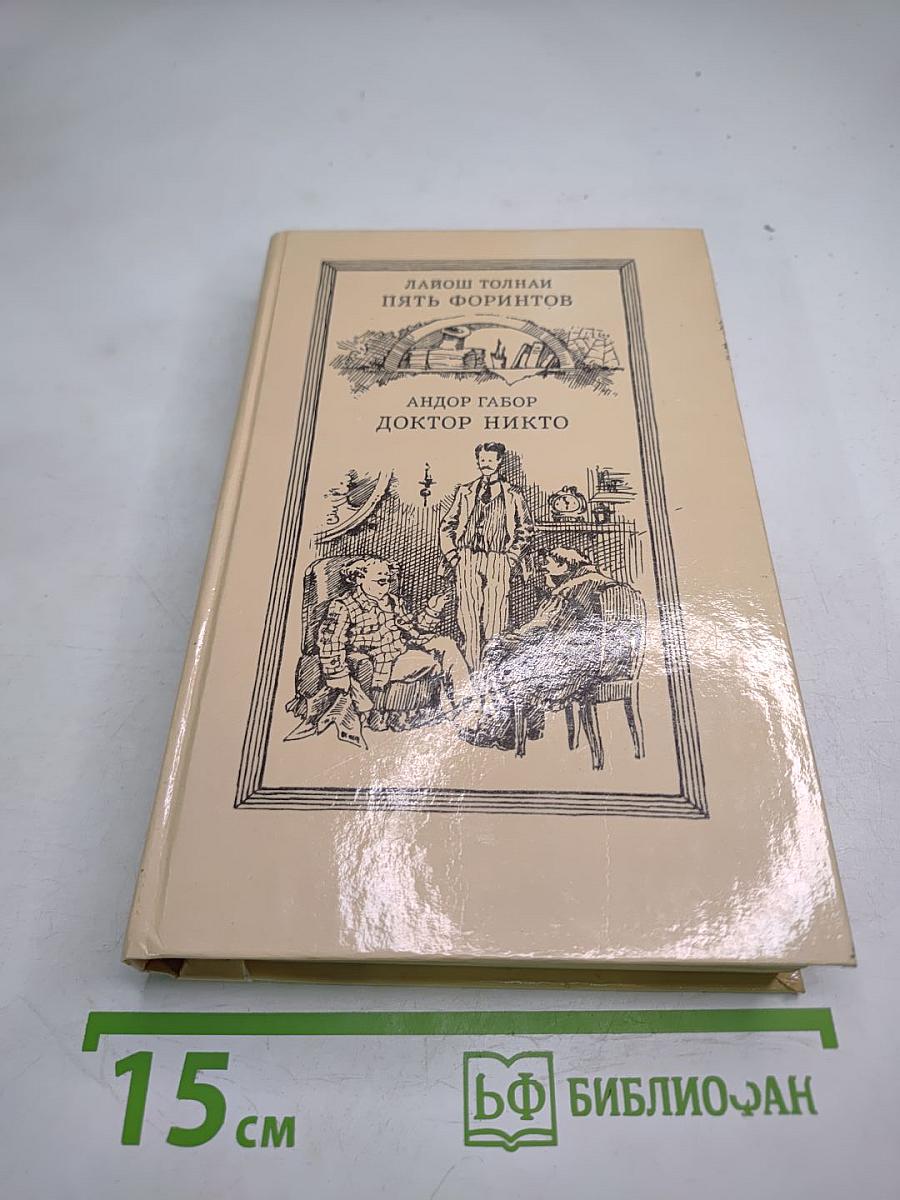 ЛАЙОШ ТОЛНАИ
ПЯТЬ ФОРИНТОВ
АНДОР ГАБОР
ДОКТОР НИКТО
15 см
БФ БИБЛИОФАН